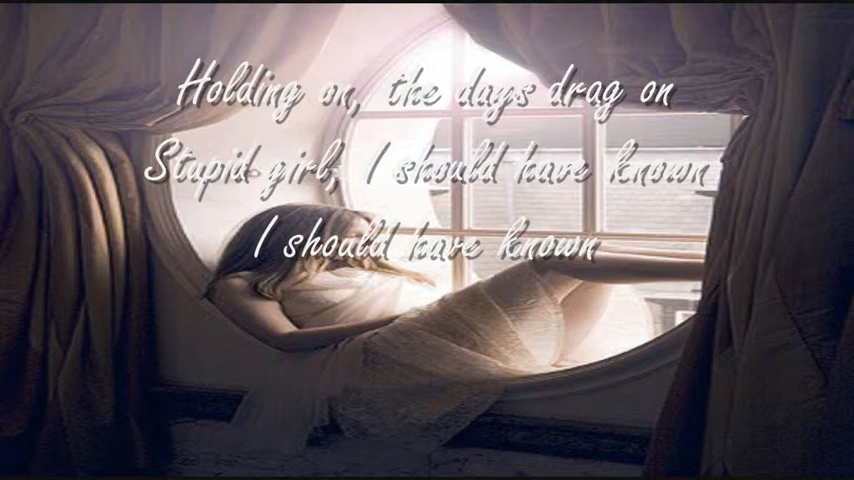 Holding on, the days drag on
Stupid girl, I should have known
I should have known